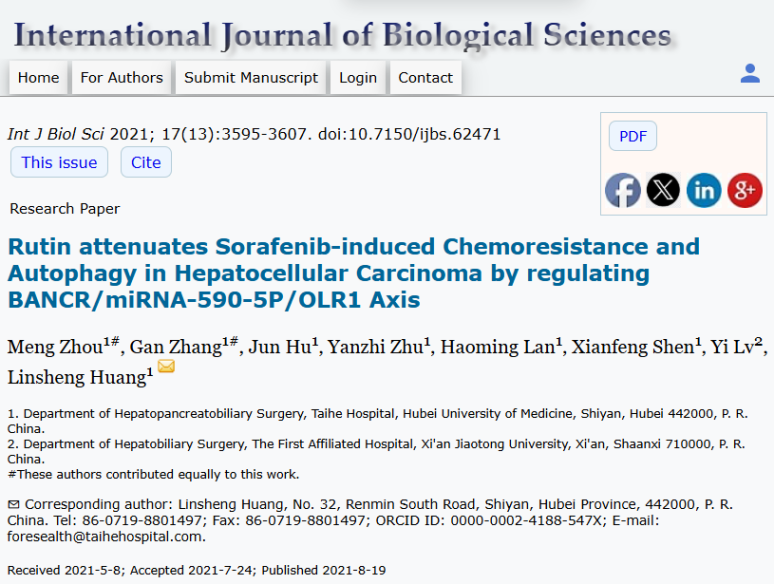 International Journal of Biological Sciences
Home For Authors Submit Manuscript Login Contact
Int J Biol Sci 2021; 17(13):3595-3607. doi:10.7150/ijbs.62471
This issue Cite
PDF
f X in g+
Research Paper
Rutin attenuates Sorafenib-induced Chemoresistance and
Autophagy in Hepatocellular Carcinoma by regulating
BANCR/miRNA-590-5P/OLR1 Axis
Meng Zhou1#, Gan Zhang1#, Jun Hu1, Yanzhi Zhu1, Haoming Lan1, Xianfeng Shen1, Yi Lv2,
Linsheng Huang1
1. Department of Hepatopancreatobiliary Surgery, Taihe Hospital, Hubei University of Medicine, Shiyan, Hubei 442000, P. R.
China.
2. Department of Hepatobiliary Surgery, The First Affiliated Hospital, Xi'an Jiaotong University, Xi'an, Shaanxi 710000, P. R.
China.
#These authors contributed equally to this work.
Corresponding author: Linsheng Huang, No. 32, Renmin South Road, Shiyan, Hubei Province, 442000, P. R.
China. Tel: 86-0719-8801497; Fax: 86-0719-8801497; ORCID ID: 0000-0002-4188-547X; E-mail:
foresealth@taihehospital.com.
Received 2021-5-8; Accepted 2021-7-24; Published 2021-8-19